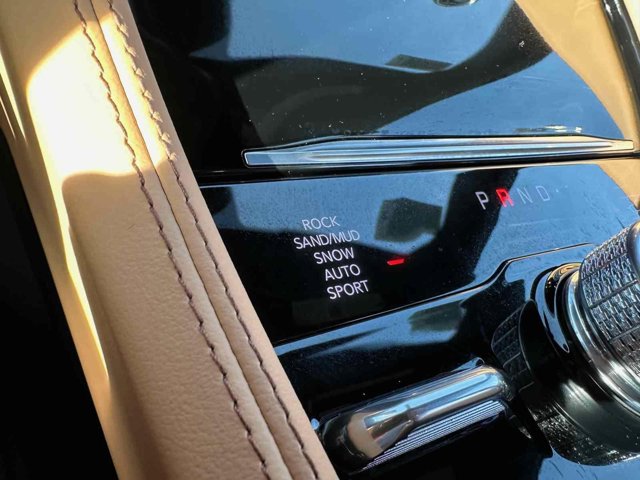 P R N D
ROCK
SAND/MUD
SNOW
AUTO
SPORT